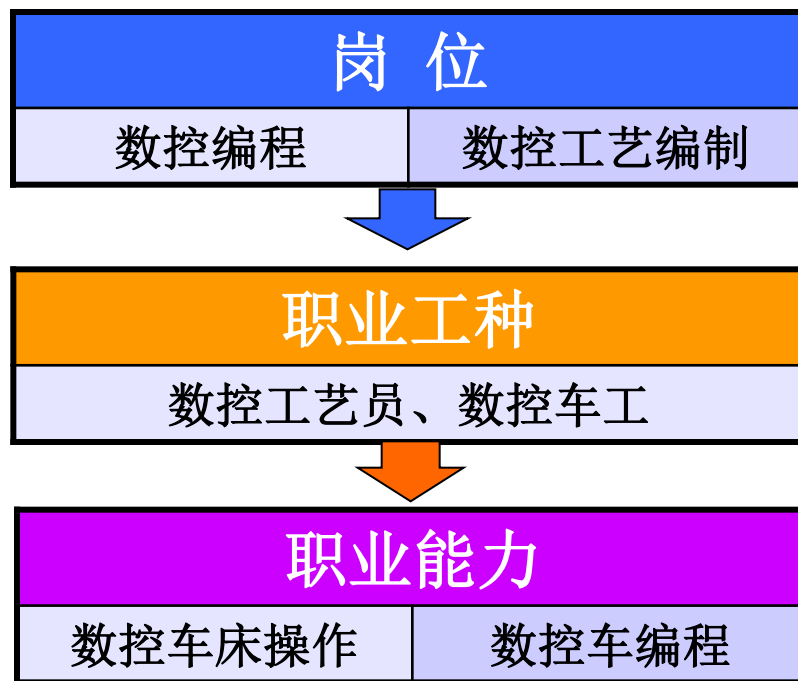 岗 位
数控编程 数控工艺编制
职业工种
数控工艺员、数控车工
职业能力
数控车床操作 数控车编程